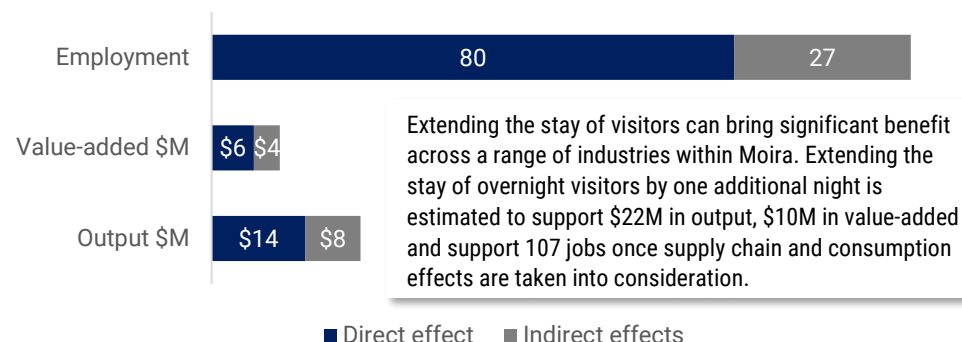 Employment
80
27
Value-added $M
$6
$4
Extending the stay of visitors can bring significant benefit
across a range of industries within Moira. Extending the
stay of overnight visitors by one additional night is
estimated to support $22M in output, $10M in value-added
and support 107 jobs once supply chain and consumption
effects are taken into consideration.
Output $M
$14
$8
Direct effect
Indirect effects